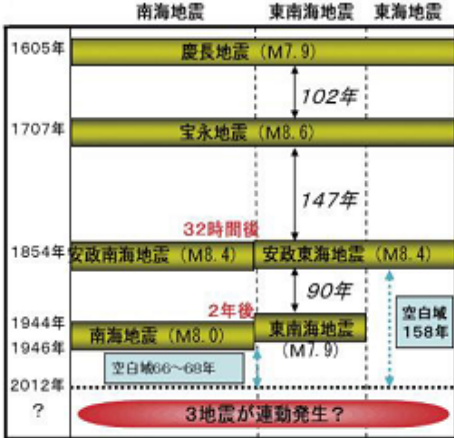 南海地震 東南海地震 東海地震
1605年 慶長地震（M7.9）
102年
1707年 宝永地震（M8.6）
147年
32時間後
1854年 安政南海地震（M8.4） 安政東海地震（M8.4）
90年
2年後
空白域
158年
1944年 東南海地震
1946年 南海地震（M8.0） （M7.9）
空白域66～68年
2012年
? 3地震が連動発生？